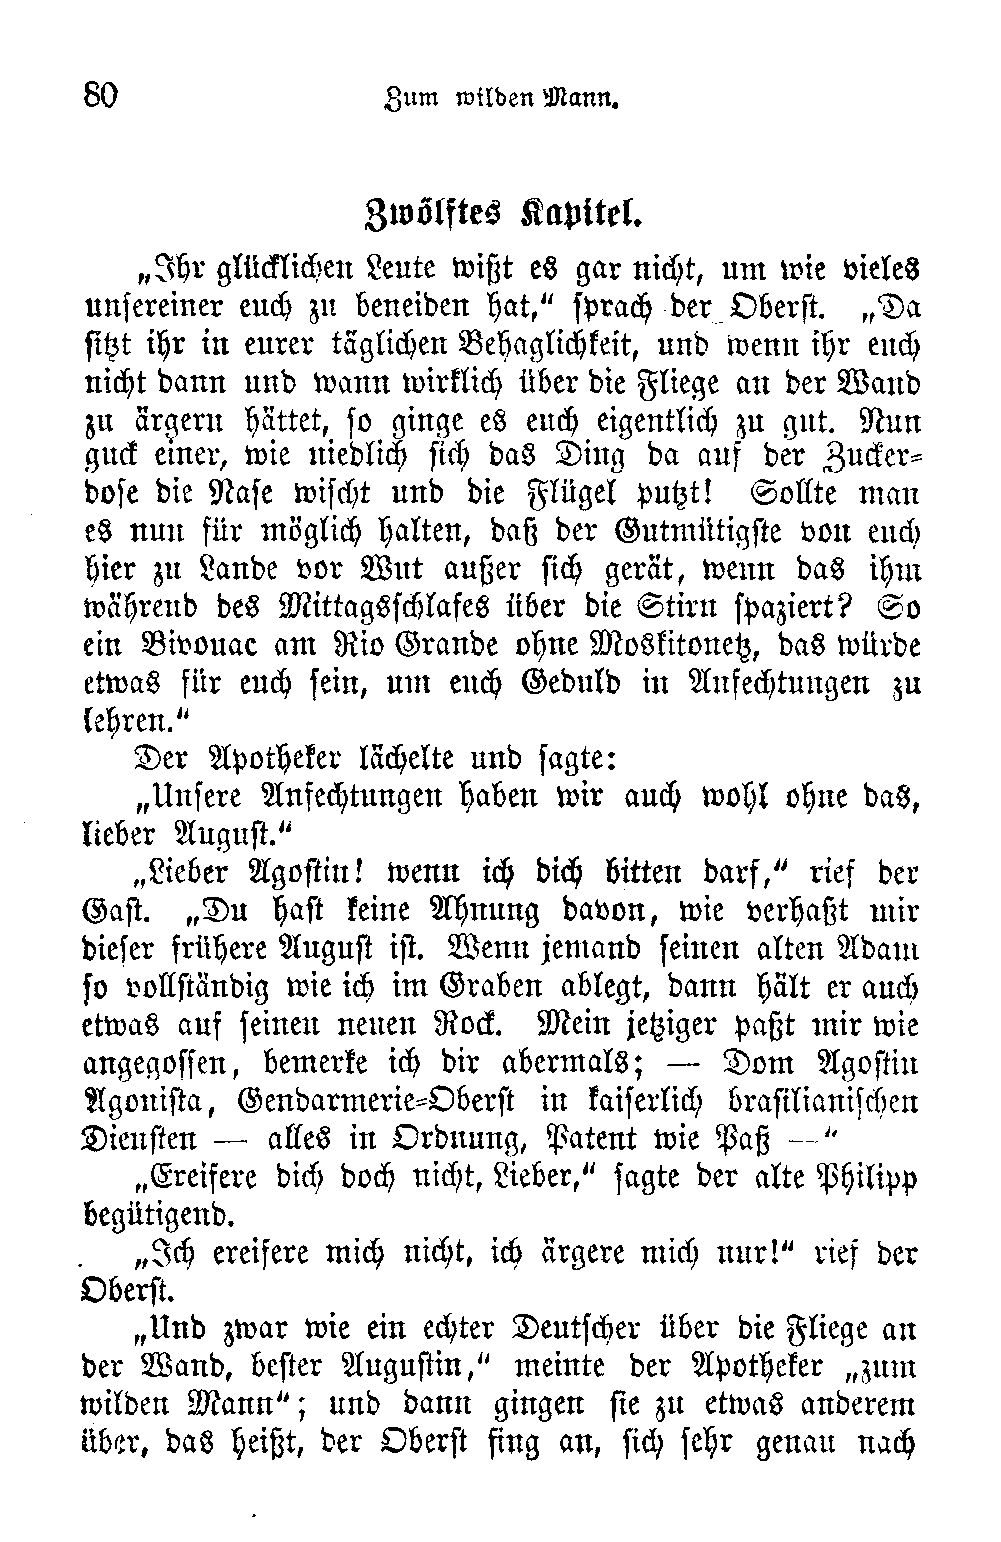 80 Zum wilden Mann.
Zwölftes Kapitel.
„Ihr glücklichen Leute wißt es gar nicht, um wie vieles
unsereiner euch zu beneiden hat,“ sprach der Oberst. „Da
sitzt ihr in eurer täglichen Behaglichkeit, und wenn ihr euch
nicht dann und wann wirklich über die Fliege an der Wand
zu ärgern hättet, so ginge es euch eigentlich zu gut. Nun
guck einer, wie niedlich sich das Ding da auf der Zucker-
dose die Nase wischt und die Flügel putzt! Sollte man
es nun für möglich halten, daß der Gutmütigste von euch
hier zu Lande vor Wut außer sich gerät, wenn das ihm
während des Mittagsschlafes über die Stirn spaziert? So
ein Bivouac am Rio Grande ohne Moskitonetz, das würde
etwas für euch sein, um euch Geduld in Anfechtungen zu
lehren.“
Der Apotheker lächelte und sagte:
„Unsere Anfechtungen haben wir auch wohl ohne das,
lieber August.“
„Lieber Agostin! wenn ich dich bitten darf,“ rief der
Gast. „Du hast keine Ahnung davon, wie verhaßt mir
dieser frühere August ist. Wenn jemand seinen alten Adam
so vollständig wie ich im Graben ablegt, dann hält er auch
etwas auf seinen neuen Rock. Mein jetziger paßt mir wie
angegossen, bemerke ich dir abermals; — Dom Agostin
Agonista, Gendarmerie-Oberst in kaiserlich brasilianischen
Diensten — alles in Ordnung, Patent wie Paß —“
„Ereifere dich doch nicht, Lieber,“ sagte der alte Philipp
begütigend.
„Ich ereifere mich nicht, ich ärgere mich nur!“ rief der
Oberst.
„Und zwar wie ein echter Deutscher über die Fliege an
der Wand, bester Augustin,“ meinte der Apotheker „zum
wilden Mann“; und dann gingen sie zu etwas anderem
über, das heißt, der Oberst fing an, sich sehr genau nach